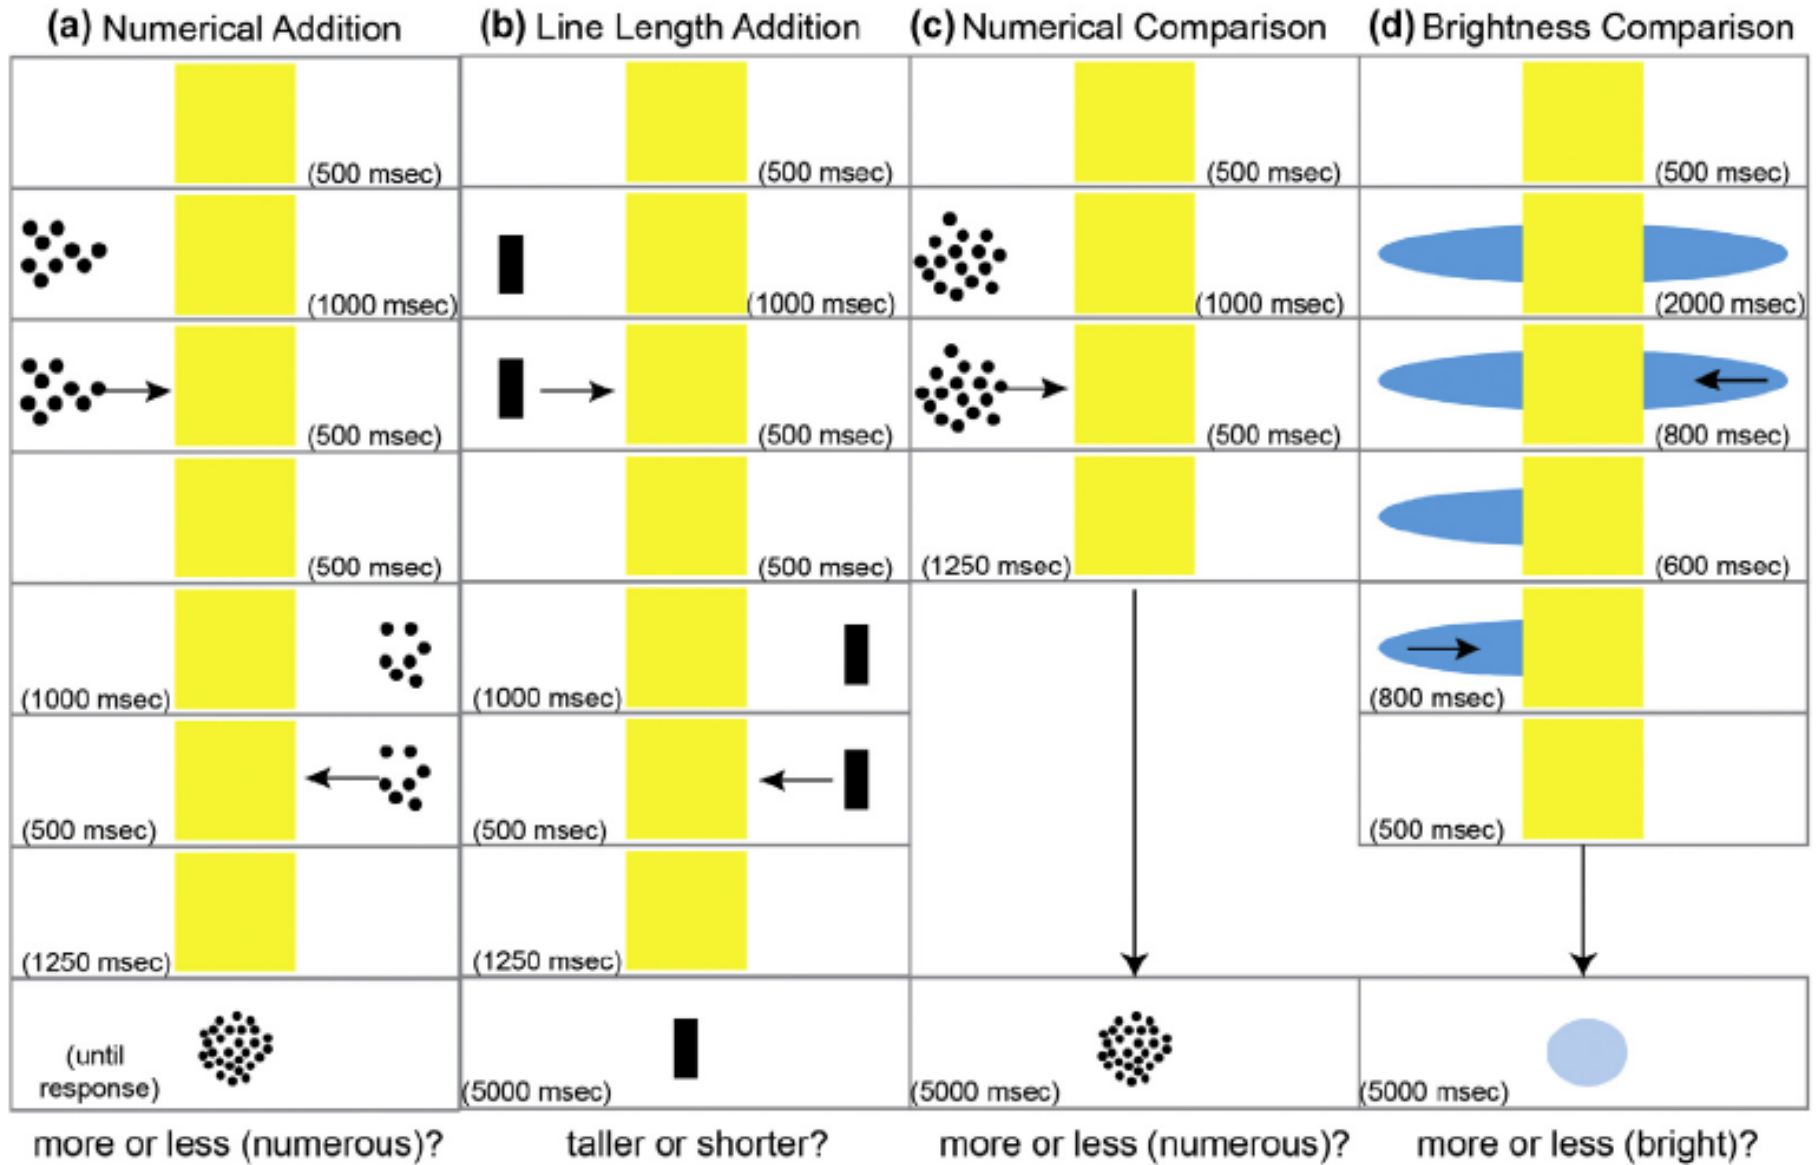 (a) Numerical Addition
(b) Line Length Addition
(c) Numerical Comparison
(d) Brightness Comparison
(500 msec)
(500 msec)
(500 msec)
(500 msec)
(1000 msec)
(1000 msec)
(1000 msec)
(2000 msec)
(500 msec)
(500 msec)
(500 msec)
(800 msec)
(500 msec)
(500 msec)
(1250 msec)
(600 msec)
(1000 msec)
(1000 msec)
(800 msec)
(500 msec)
(500 msec)
(500 msec)
(1250 msec)
(1250 msec)
(until
response)
(5000 msec)
(5000 msec)
(5000 msec)
more or less (numerous)?
taller or shorter?
more or less (numerous)?
more or less (bright)?